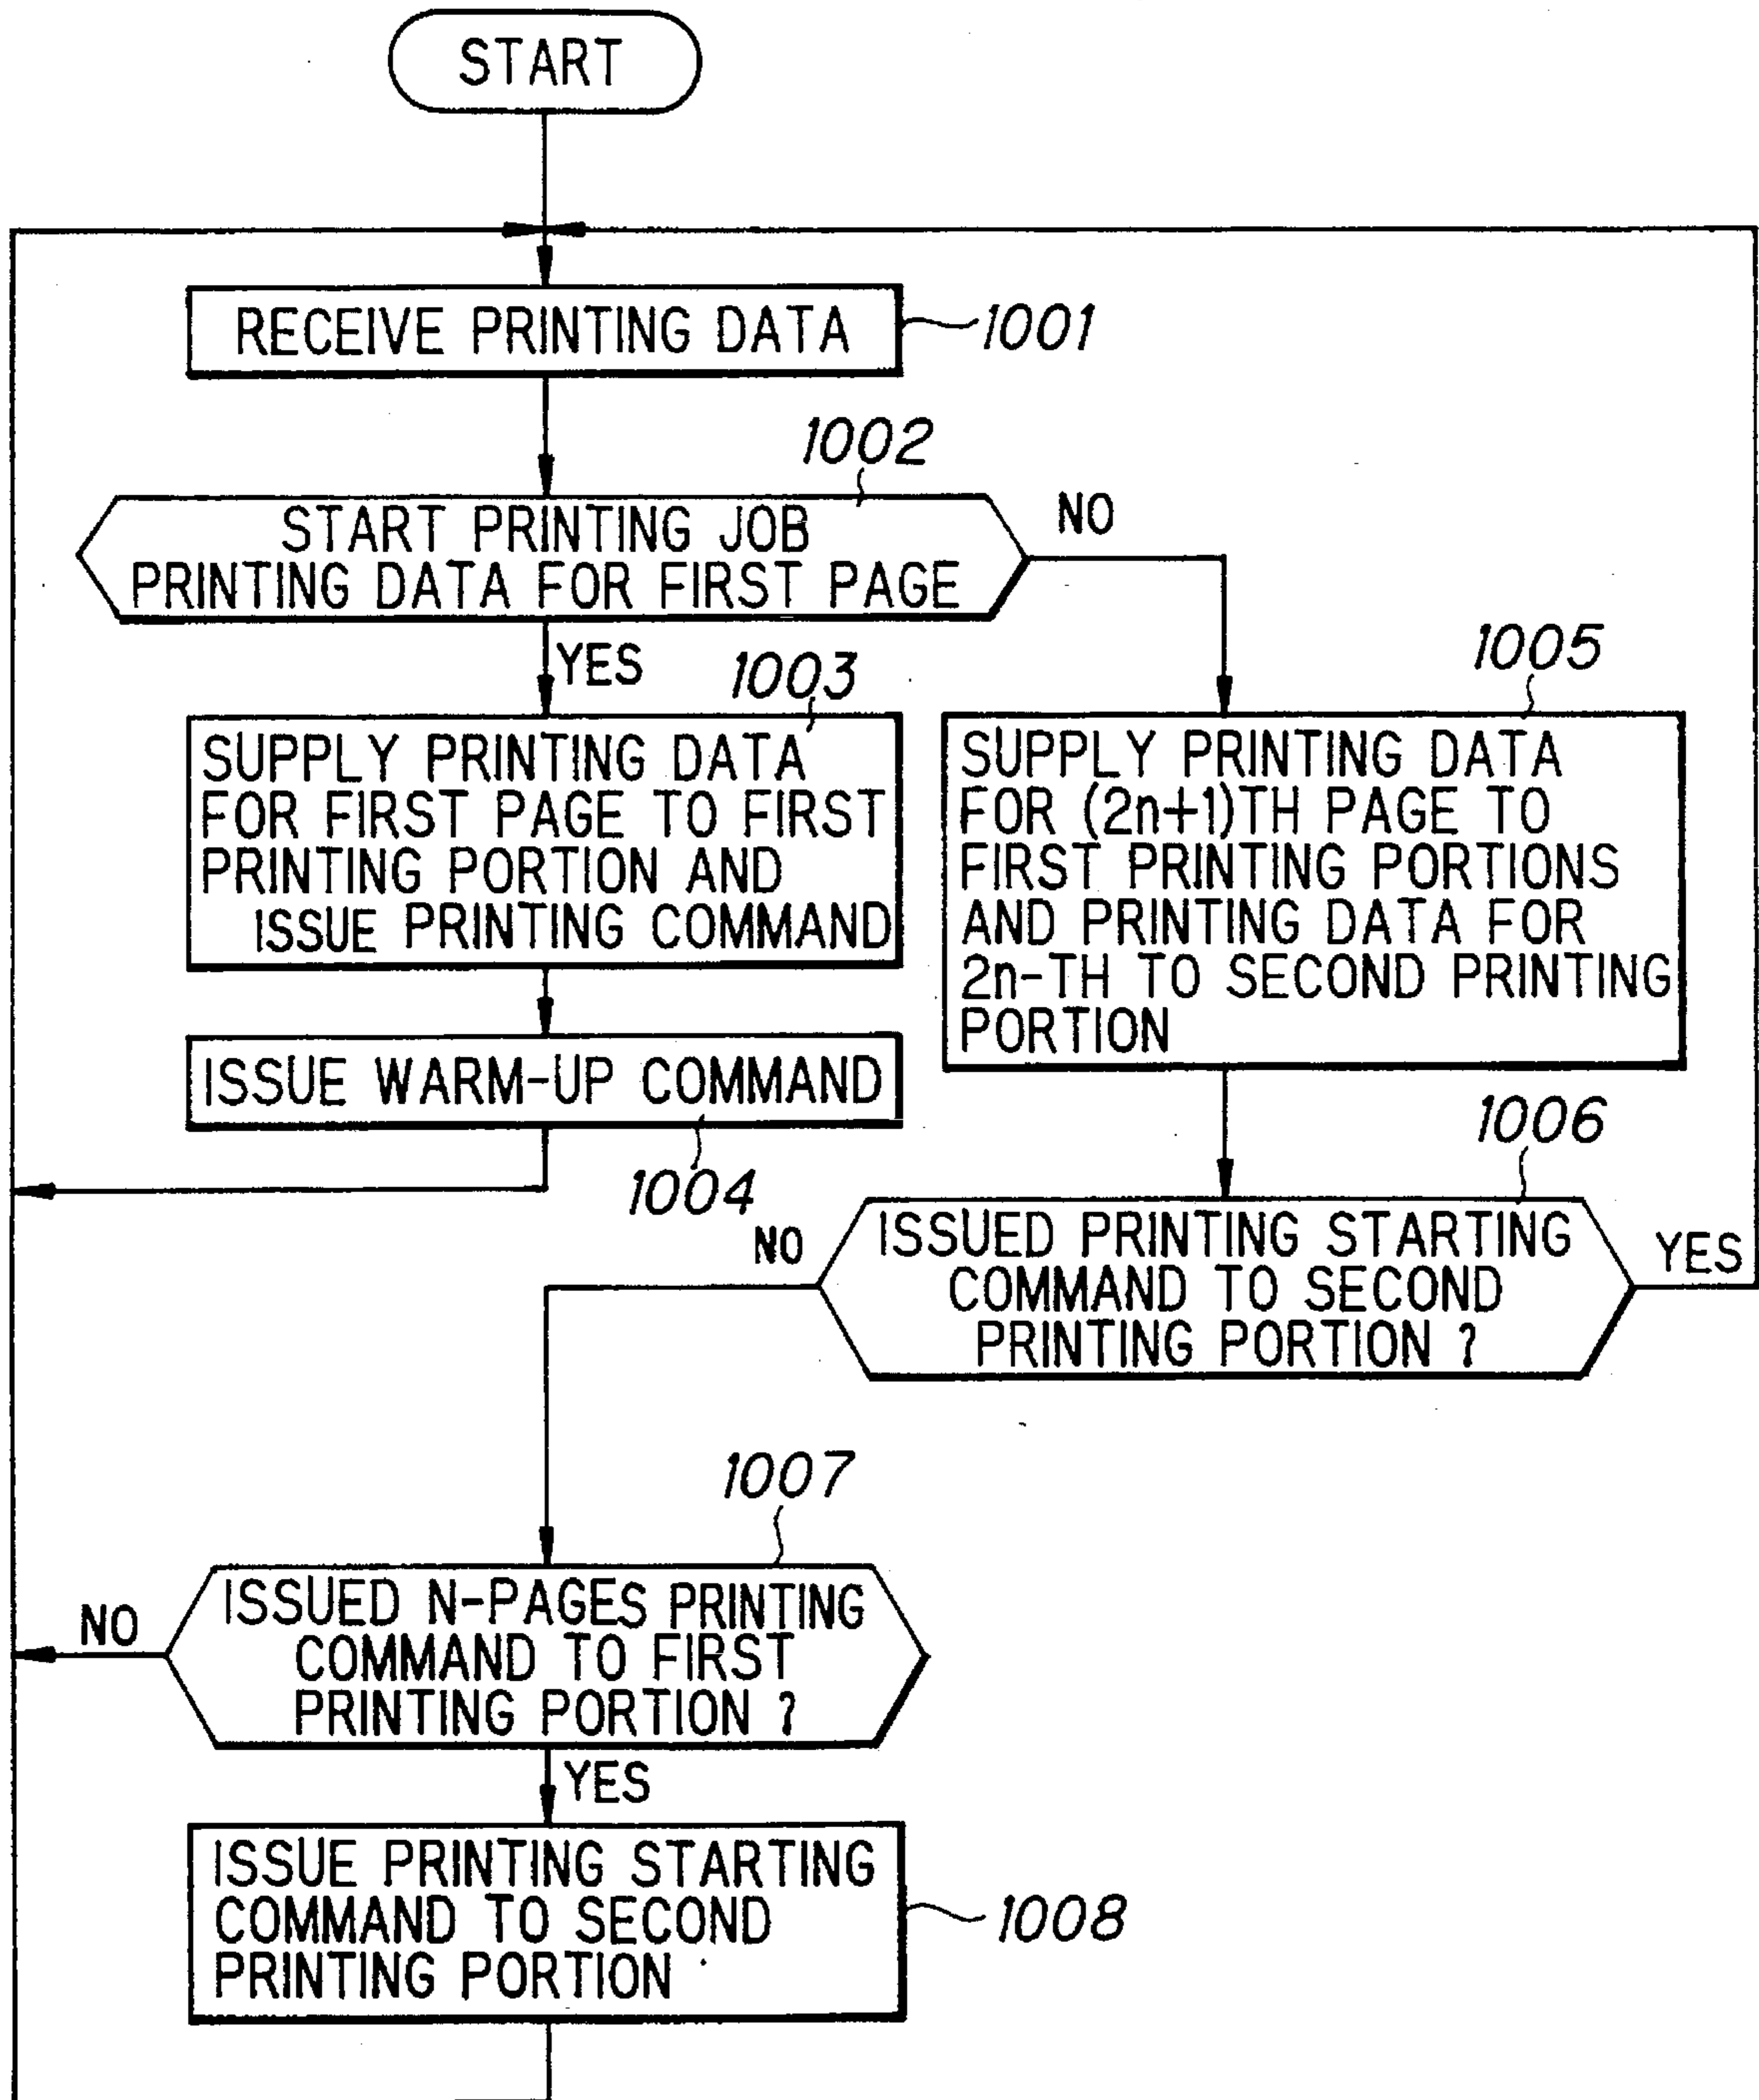 START
RECEIVE PRINTING DATA
1001
1002
START PRINTING JOB
PRINTING DATA FOR FIRST PAGE
NO
YES
1003
SUPPLY PRINTING DATA
FOR FIRST PAGE TO FIRST
PRINTING PORTION AND
ISSUE PRINTING COMMAND
1005
SUPPLY PRINTING DATA
FOR (2n+1)TH PAGE TO
FIRST PRINTING PORTIONS
AND PRINTING DATA FOR
2n-TH TO SECOND PRINTING
PORTION
ISSUE WARM-UP COMMAND
1004
1006
NO
ISSUED PRINTING STARTING
COMMAND TO SECOND
PRINTING PORTION ?
YES
1007
ISSUED N-PAGES PRINTING
COMMAND TO FIRST
PRINTING PORTION ?
NO
YES
ISSUE PRINTING STARTING
COMMAND TO SECOND
PRINTING PORTION
1008